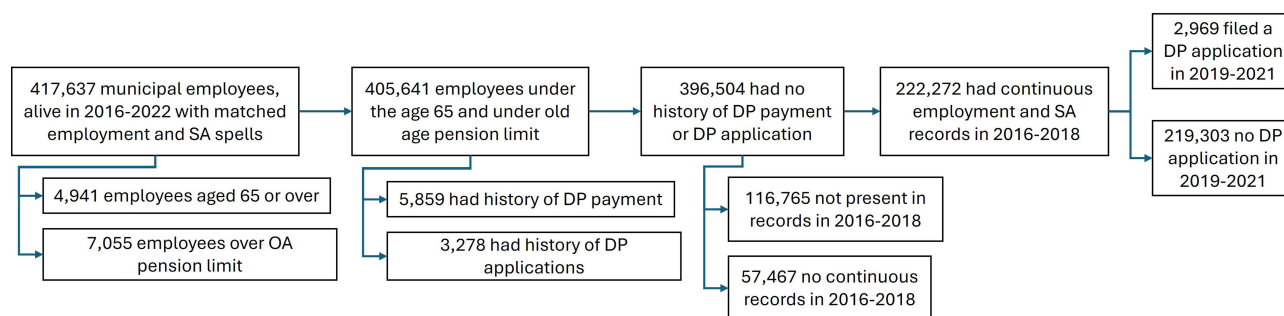 417,637 municipal employees,
alive in 2016-2022 with matched
employment and SA spells
4,941 employees aged 65 or over
7,055 employees over OA
pension limit
405,641 employees under
the age 65 and under old
age pension limit
5,859 had history of DP payment
3,278 had history of DP
applications
396,504 had no
history of DP payment
or DP application
116,765 not present in
records in 2016-2018
57,467 no continuous
records in 2016-2018
222,272 had continuous
employment and SA
records in 2016-2018
2,969 filed a
DP application
in 2019-2021
219,303 no DP
application in
2019-2021